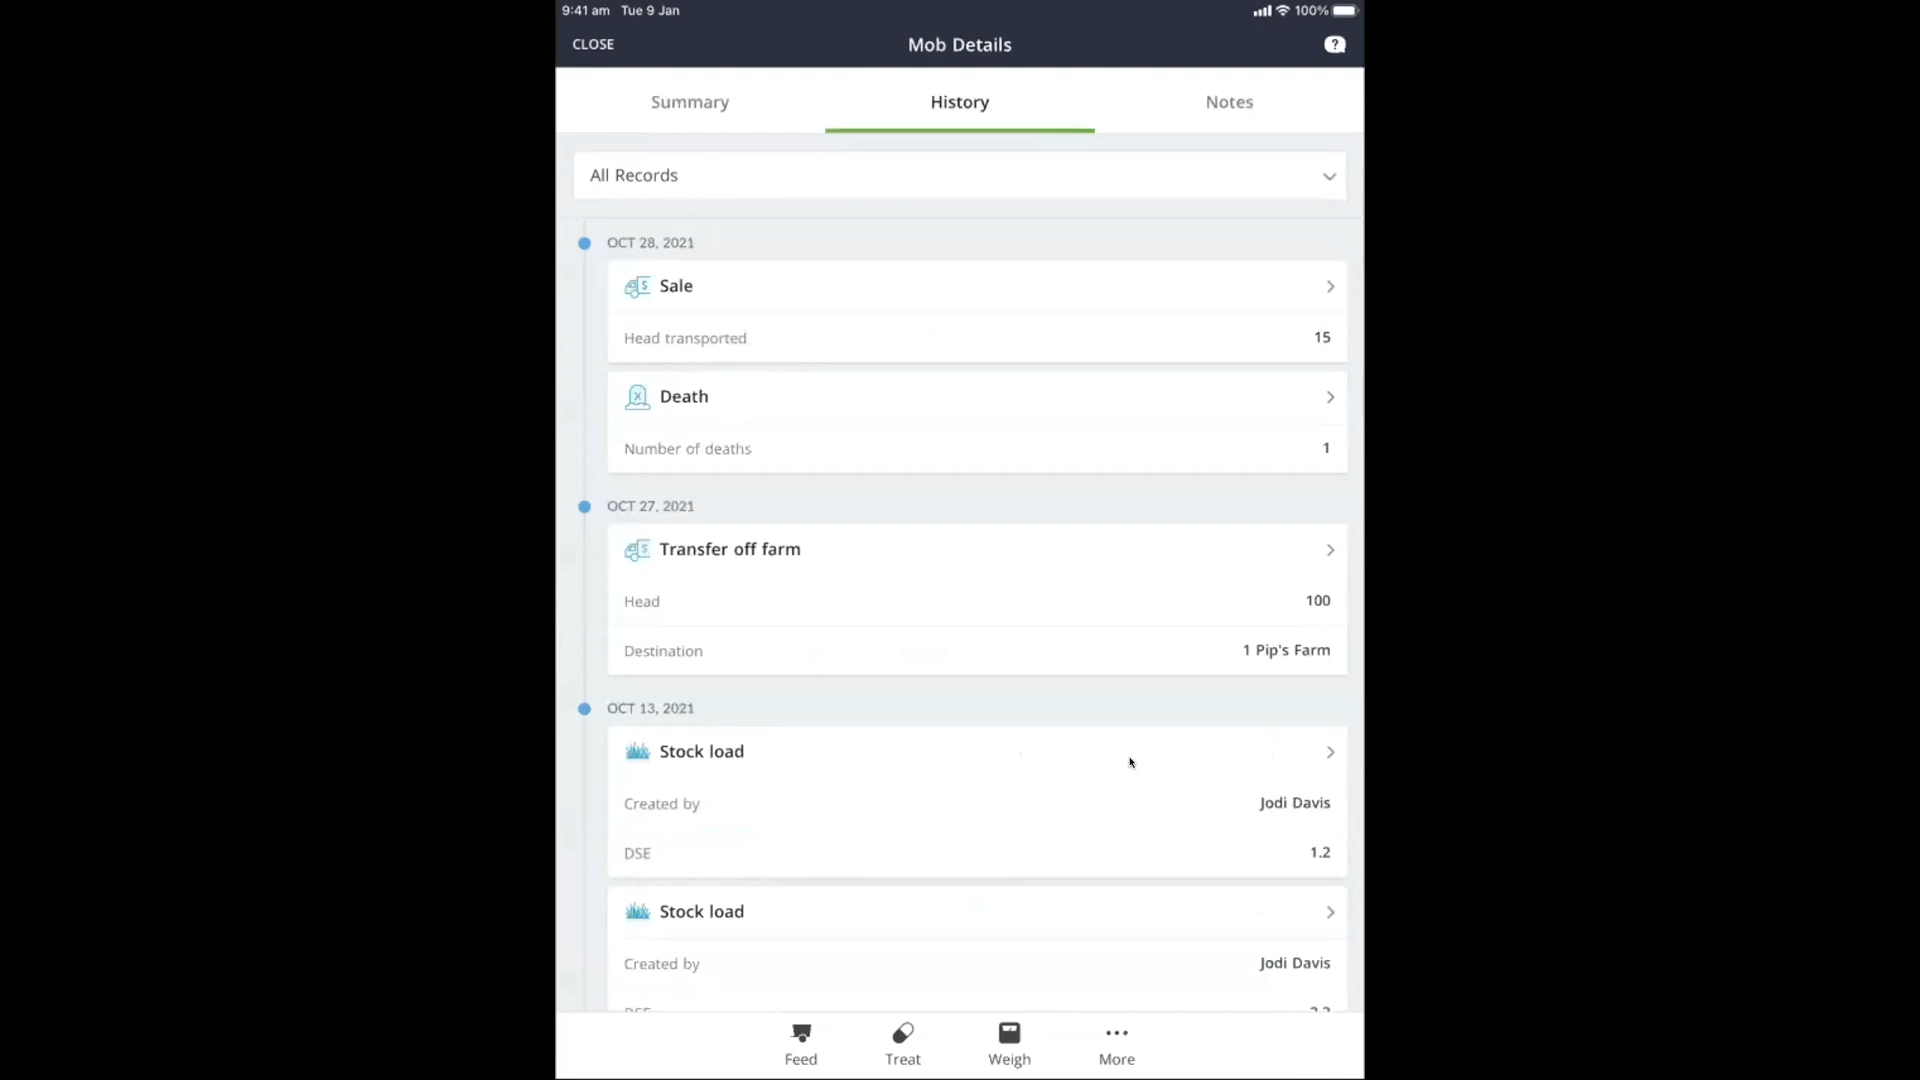 9:41 am Tue 9 Jan 100%
CLOSE Mob Details ?
Summary History Notes
All Records
OCT 28, 2021
Sale
Head transported 15
Death
Number of deaths 1
OCT 27, 2021
Transfer off farm
Head 100
Destination 1 Pip's Farm
OCT 13, 2021
Stock load
Created by Jodi Davis
DSE 1.2
Stock load
Created by Jodi Davis
DSE
Feed Treat Weigh More